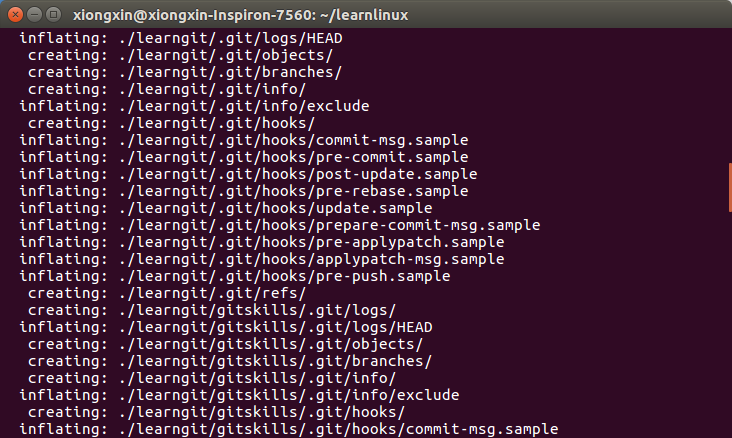 xiongxin@xiongxin-Inspiron-7560: ~/learnlinux
inflating: ./learngit/.git/logs/HEAD
creating: ./learngit/.git/objects/
creating: ./learngit/.git/branches/
creating: ./learngit/.git/info/
inflating: ./learngit/.git/info/exclude
creating: ./learngit/.git/hooks/
inflating: ./learngit/.git/hooks/commit-msg.sample
inflating: ./learngit/.git/hooks/pre-commit.sample
inflating: ./learngit/.git/hooks/post-update.sample
inflating: ./learngit/.git/hooks/pre-rebase.sample
inflating: ./learngit/.git/hooks/update.sample
inflating: ./learngit/.git/hooks/prepare-commit-msg.sample
inflating: ./learngit/.git/hooks/pre-applypatch.sample
inflating: ./learngit/.git/hooks/applypatch-msg.sample
inflating: ./learngit/.git/hooks/pre-push.sample
creating: ./learngit/.git/refs/
creating: ./learngit/gitskills/.git/logs/
inflating: ./learngit/gitskills/.git/logs/HEAD
creating: ./learngit/gitskills/.git/objects/
creating: ./learngit/gitskills/.git/branches/
creating: ./learngit/gitskills/.git/info/
inflating: ./learngit/gitskills/.git/info/exclude
creating: ./learngit/gitskills/.git/hooks/
inflating: ./learngit/gitskills/.git/hooks/commit-msg.sample